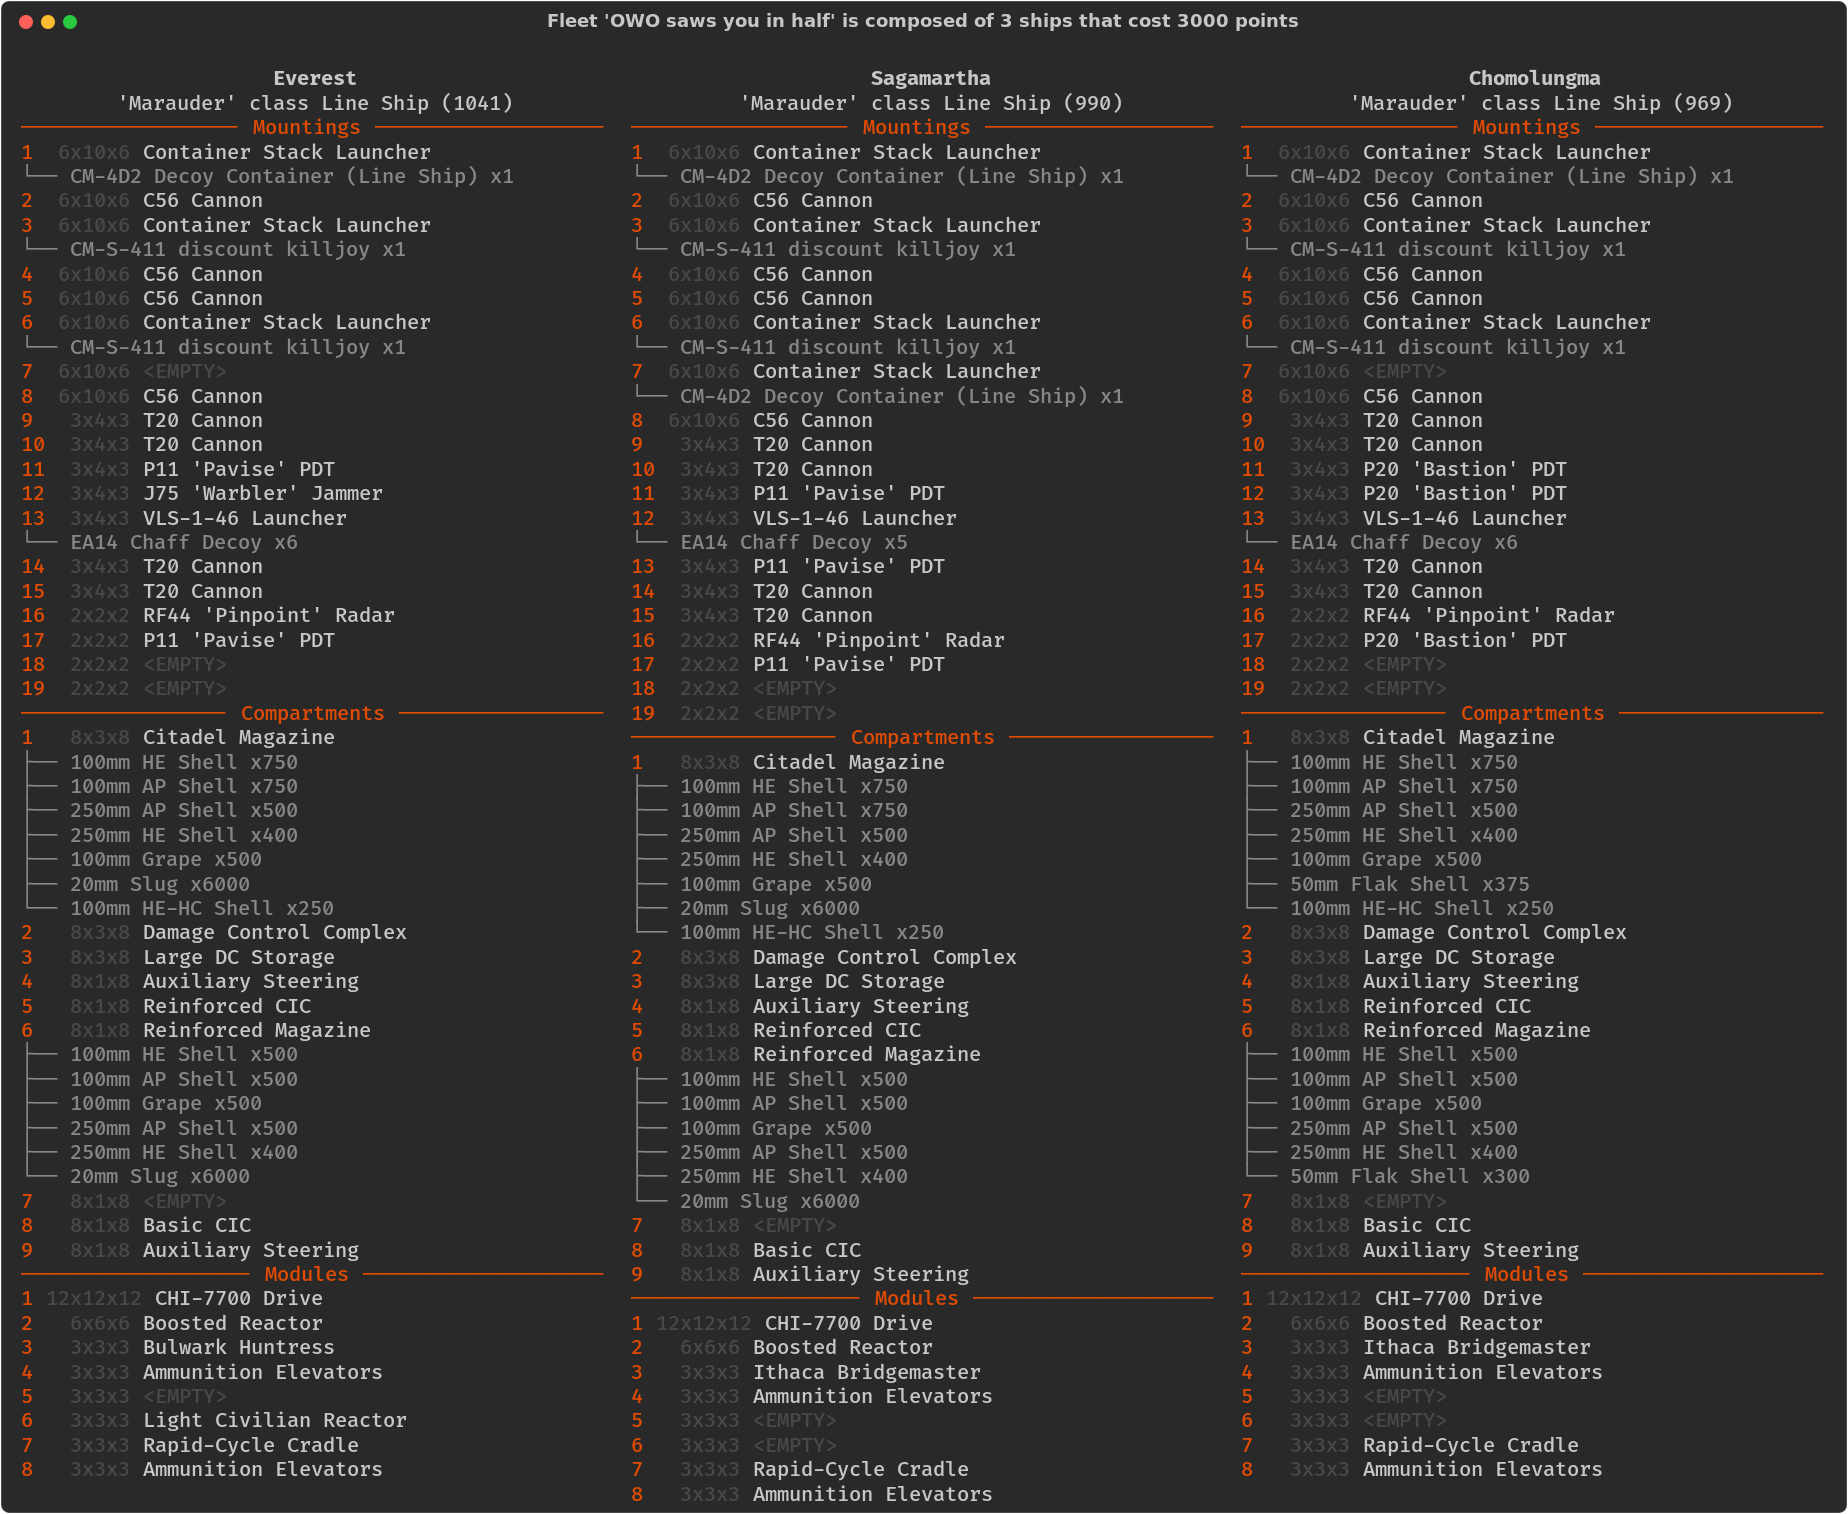 Fleet 'OWO saws you in half' is composed of 3 ships that cost 3000 points
Everest
'Marauder' class Line Ship (1041)
Mountings
1 6x10x6 Container Stack Launcher
CM-4D2 Decoy Container (Line Ship) x1
2 6x10x6 C56 Cannon
3 6x10x6 Container Stack Launcher
CM-S-411 discount killjoy x1
4 6x10x6 C56 Cannon
5 6x10x6 C56 Cannon
6 6x10x6 Container Stack Launcher
CM-S-411 discount killjoy x1
7 6x10x6 <EMPTY>
8 6x10x6 C56 Cannon
9 3x4x3 T20 Cannon
10 3x4x3 T20 Cannon
11 3x4x3 P11 'Pavise' PDT
12 3x4x3 J75 'Warbler' Jammer
13 3x4x3 VLS-1-46 Launcher
EA14 Chaff Decoy x6
14 3x4x3 T20 Cannon
15 3x4x3 T20 Cannon
16 2x2x2 RF44 'Pinpoint' Radar
17 2x2x2 P11 'Pavise' PDT
18 2x2x2 <EMPTY>
19 2x2x2 <EMPTY>
Compartments
1 8x3x8 Citadel Magazine
100mm HE Shell x750
100mm AP Shell x750
250mm AP Shell x500
250mm HE Shell x400
100mm Grape x500
20mm Slug x6000
100mm HE-HC Shell x250
2 8x3x8 Damage Control Complex
3 8x3x8 Large DC Storage
4 8x1x8 Auxiliary Steering
5 8x1x8 Reinforced CIC
6 8x1x8 Reinforced Magazine
100mm HE Shell x500
100mm AP Shell x500
100mm Grape x500
250mm AP Shell x500
250mm HE Shell x400
20mm Slug x6000
7 8x1x8 <EMPTY>
8 8x1x8 Basic CIC
9 8x1x8 Auxiliary Steering
Modules
1 12x12x12 CHI-7700 Drive
2 6x6x6 Boosted Reactor
3 3x3x3 Bulwark Huntress
4 3x3x3 Ammunition Elevators
5 3x3x3 <EMPTY>
6 3x3x3 Light Civilian Reactor
7 3x3x3 Rapid-Cycle Cradle
8 3x3x3 Ammunition Elevators
Sagamartha
'Marauder' class Line Ship (990)
Mountings
1 6x10x6 Container Stack Launcher
CM-4D2 Decoy Container (Line Ship) x1
2 6x10x6 C56 Cannon
3 6x10x6 Container Stack Launcher
CM-S-411 discount killjoy x1
4 6x10x6 C56 Cannon
5 6x10x6 C56 Cannon
6 6x10x6 Container Stack Launcher
CM-S-411 discount killjoy x1
7 6x10x6 Container Stack Launcher
CM-4D2 Decoy Container (Line Ship) x1
8 6x10x6 C56 Cannon
9 3x4x3 T20 Cannon
10 3x4x3 T20 Cannon
11 3x4x3 P11 'Pavise' PDT
12 3x4x3 VLS-1-46 Launcher
EA14 Chaff Decoy x5
13 3x4x3 P11 'Pavise' PDT
14 3x4x3 T20 Cannon
15 3x4x3 T20 Cannon
16 2x2x2 RF44 'Pinpoint' Radar
17 2x2x2 P11 'Pavise' PDT
18 2x2x2 <EMPTY>
19 2x2x2 <EMPTY>
Compartments
1 8x3x8 Citadel Magazine
100mm HE Shell x750
100mm AP Shell x750
250mm AP Shell x500
250mm HE Shell x400
100mm Grape x500
20mm Slug x6000
100mm HE-HC Shell x250
2 8x3x8 Damage Control Complex
3 8x3x8 Large DC Storage
4 8x1x8 Auxiliary Steering
5 8x1x8 Reinforced CIC
6 8x1x8 Reinforced Magazine
100mm HE Shell x500
100mm AP Shell x500
100mm Grape x500
250mm AP Shell x500
250mm HE Shell x400
20mm Slug x6000
7 8x1x8 <EMPTY>
8 8x1x8 Basic CIC
9 8x1x8 Auxiliary Steering
Modules
1 12x12x12 CHI-7700 Drive
2 6x6x6 Boosted Reactor
3 3x3x3 Ithaca Bridgemaster
4 3x3x3 Ammunition Elevators
5 3x3x3 <EMPTY>
6 3x3x3 <EMPTY>
7 3x3x3 Rapid-Cycle Cradle
8 3x3x3 Ammunition Elevators
Chomolungma
'Marauder' class Line Ship (969)
Mountings
1 6x10x6 Container Stack Launcher
CM-4D2 Decoy Container (Line Ship) x1
2 6x10x6 C56 Cannon
3 6x10x6 Container Stack Launcher
CM-S-411 discount killjoy x1
4 6x10x6 C56 Cannon
5 6x10x6 C56 Cannon
6 6x10x6 Container Stack Launcher
CM-S-411 discount killjoy x1
7 6x10x6 <EMPTY>
8 6x10x6 C56 Cannon
9 3x4x3 T20 Cannon
10 3x4x3 T20 Cannon
11 3x4x3 P20 'Bastion' PDT
12 3x4x3 P20 'Bastion' PDT
13 3x4x3 VLS-1-46 Launcher
EA14 Chaff Decoy x6
14 3x4x3 T20 Cannon
15 3x4x3 T20 Cannon
16 2x2x2 RF44 'Pinpoint' Radar
17 2x2x2 P20 'Bastion' PDT
18 2x2x2 <EMPTY>
19 2x2x2 <EMPTY>
Compartments
1 8x3x8 Citadel Magazine
100mm HE Shell x750
100mm AP Shell x750
250mm AP Shell x500
250mm HE Shell x400
100mm Grape x500
50mm Flak Shell x375
100mm HE-HC Shell x250
2 8x3x8 Damage Control Complex
3 8x3x8 Large DC Storage
4 8x1x8 Auxiliary Steering
5 8x1x8 Reinforced CIC
6 8x1x8 Reinforced Magazine
100mm HE Shell x500
100mm AP Shell x500
100mm Grape x500
250mm AP Shell x500
250mm HE Shell x400
50mm Flak Shell x300
7 8x1x8 <EMPTY>
8 8x1x8 Basic CIC
9 8x1x8 Auxiliary Steering
Modules
1 12x12x12 CHI-7700 Drive
2 6x6x6 Boosted Reactor
3 3x3x3 Ithaca Bridgemaster
4 3x3x3 Ammunition Elevators
5 3x3x3 <EMPTY>
6 3x3x3 <EMPTY>
7 3x3x3 Rapid-Cycle Cradle
8 3x3x3 Ammunition Elevators